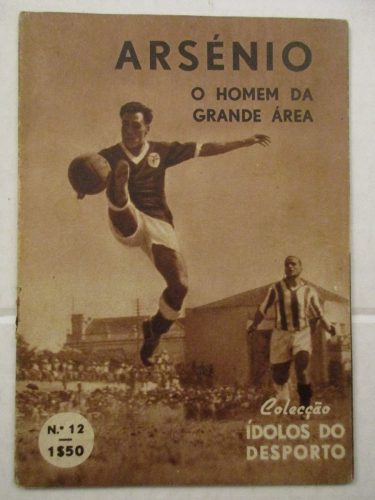 ARSÉNIO
O HOMEM DA
GRANDE ÁREA
Colecção
ÍDOLOS DO
DESPORTO
N.º 12
1$50